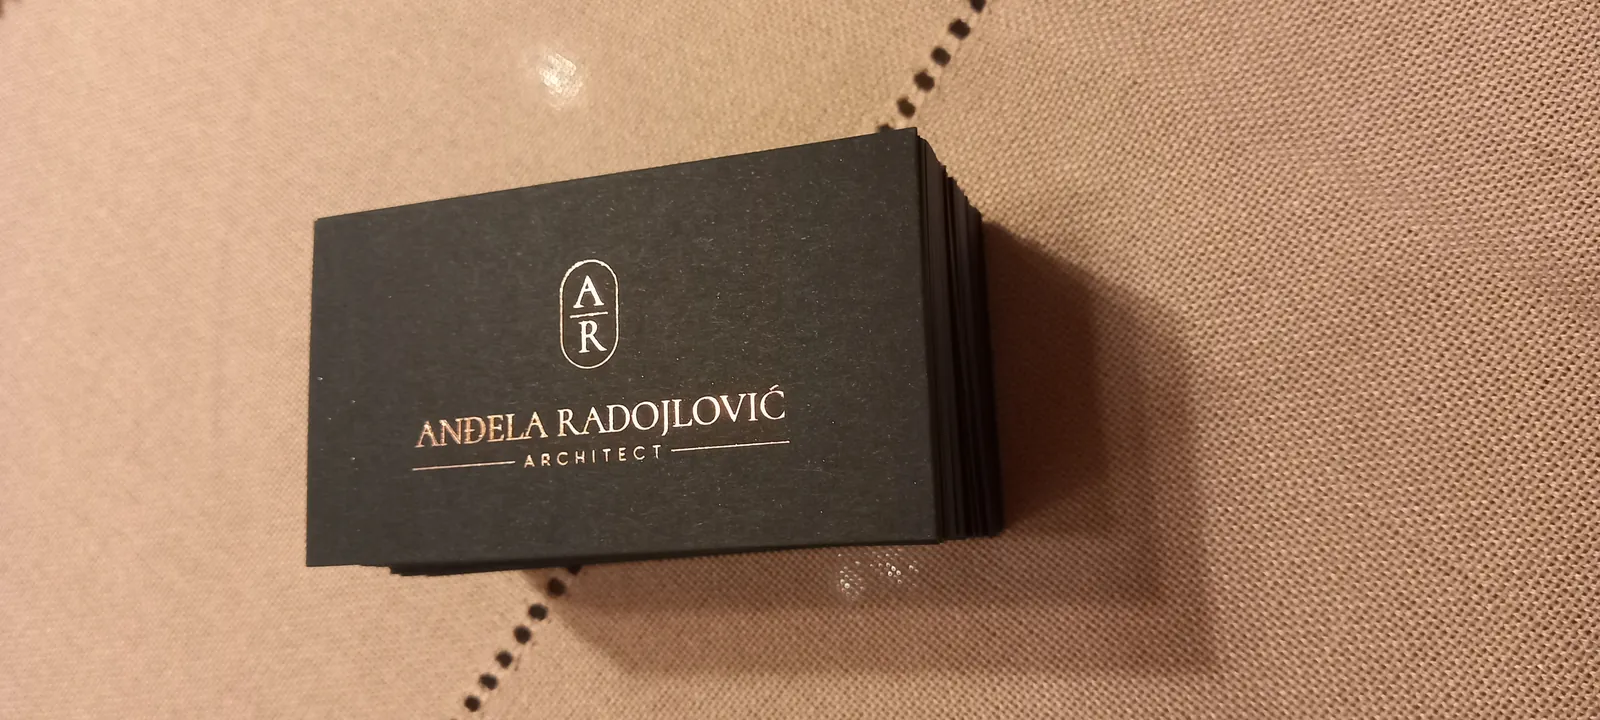 A
R
ANĐELA RADOJLOVIĆ
ARCHITECT